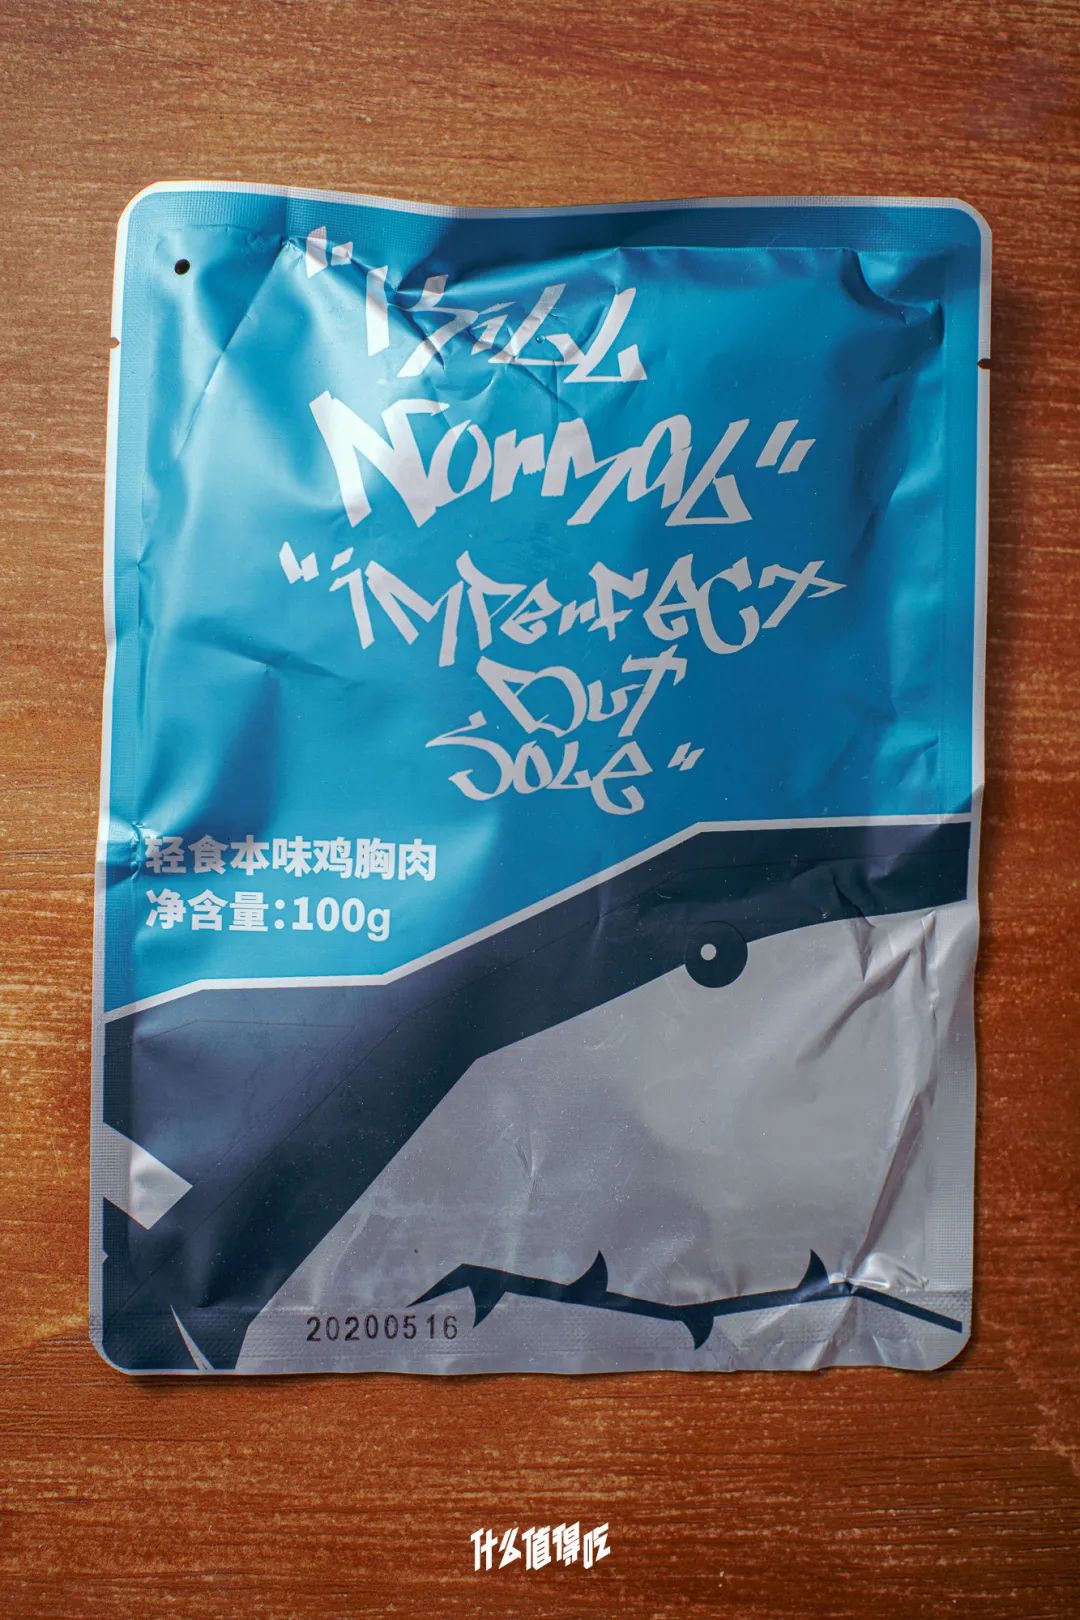 "Kill
Normal"
"imPerfect
But
Sole"
轻食本味鸡胸肉
净含量:100g
20200516
什么值得吃